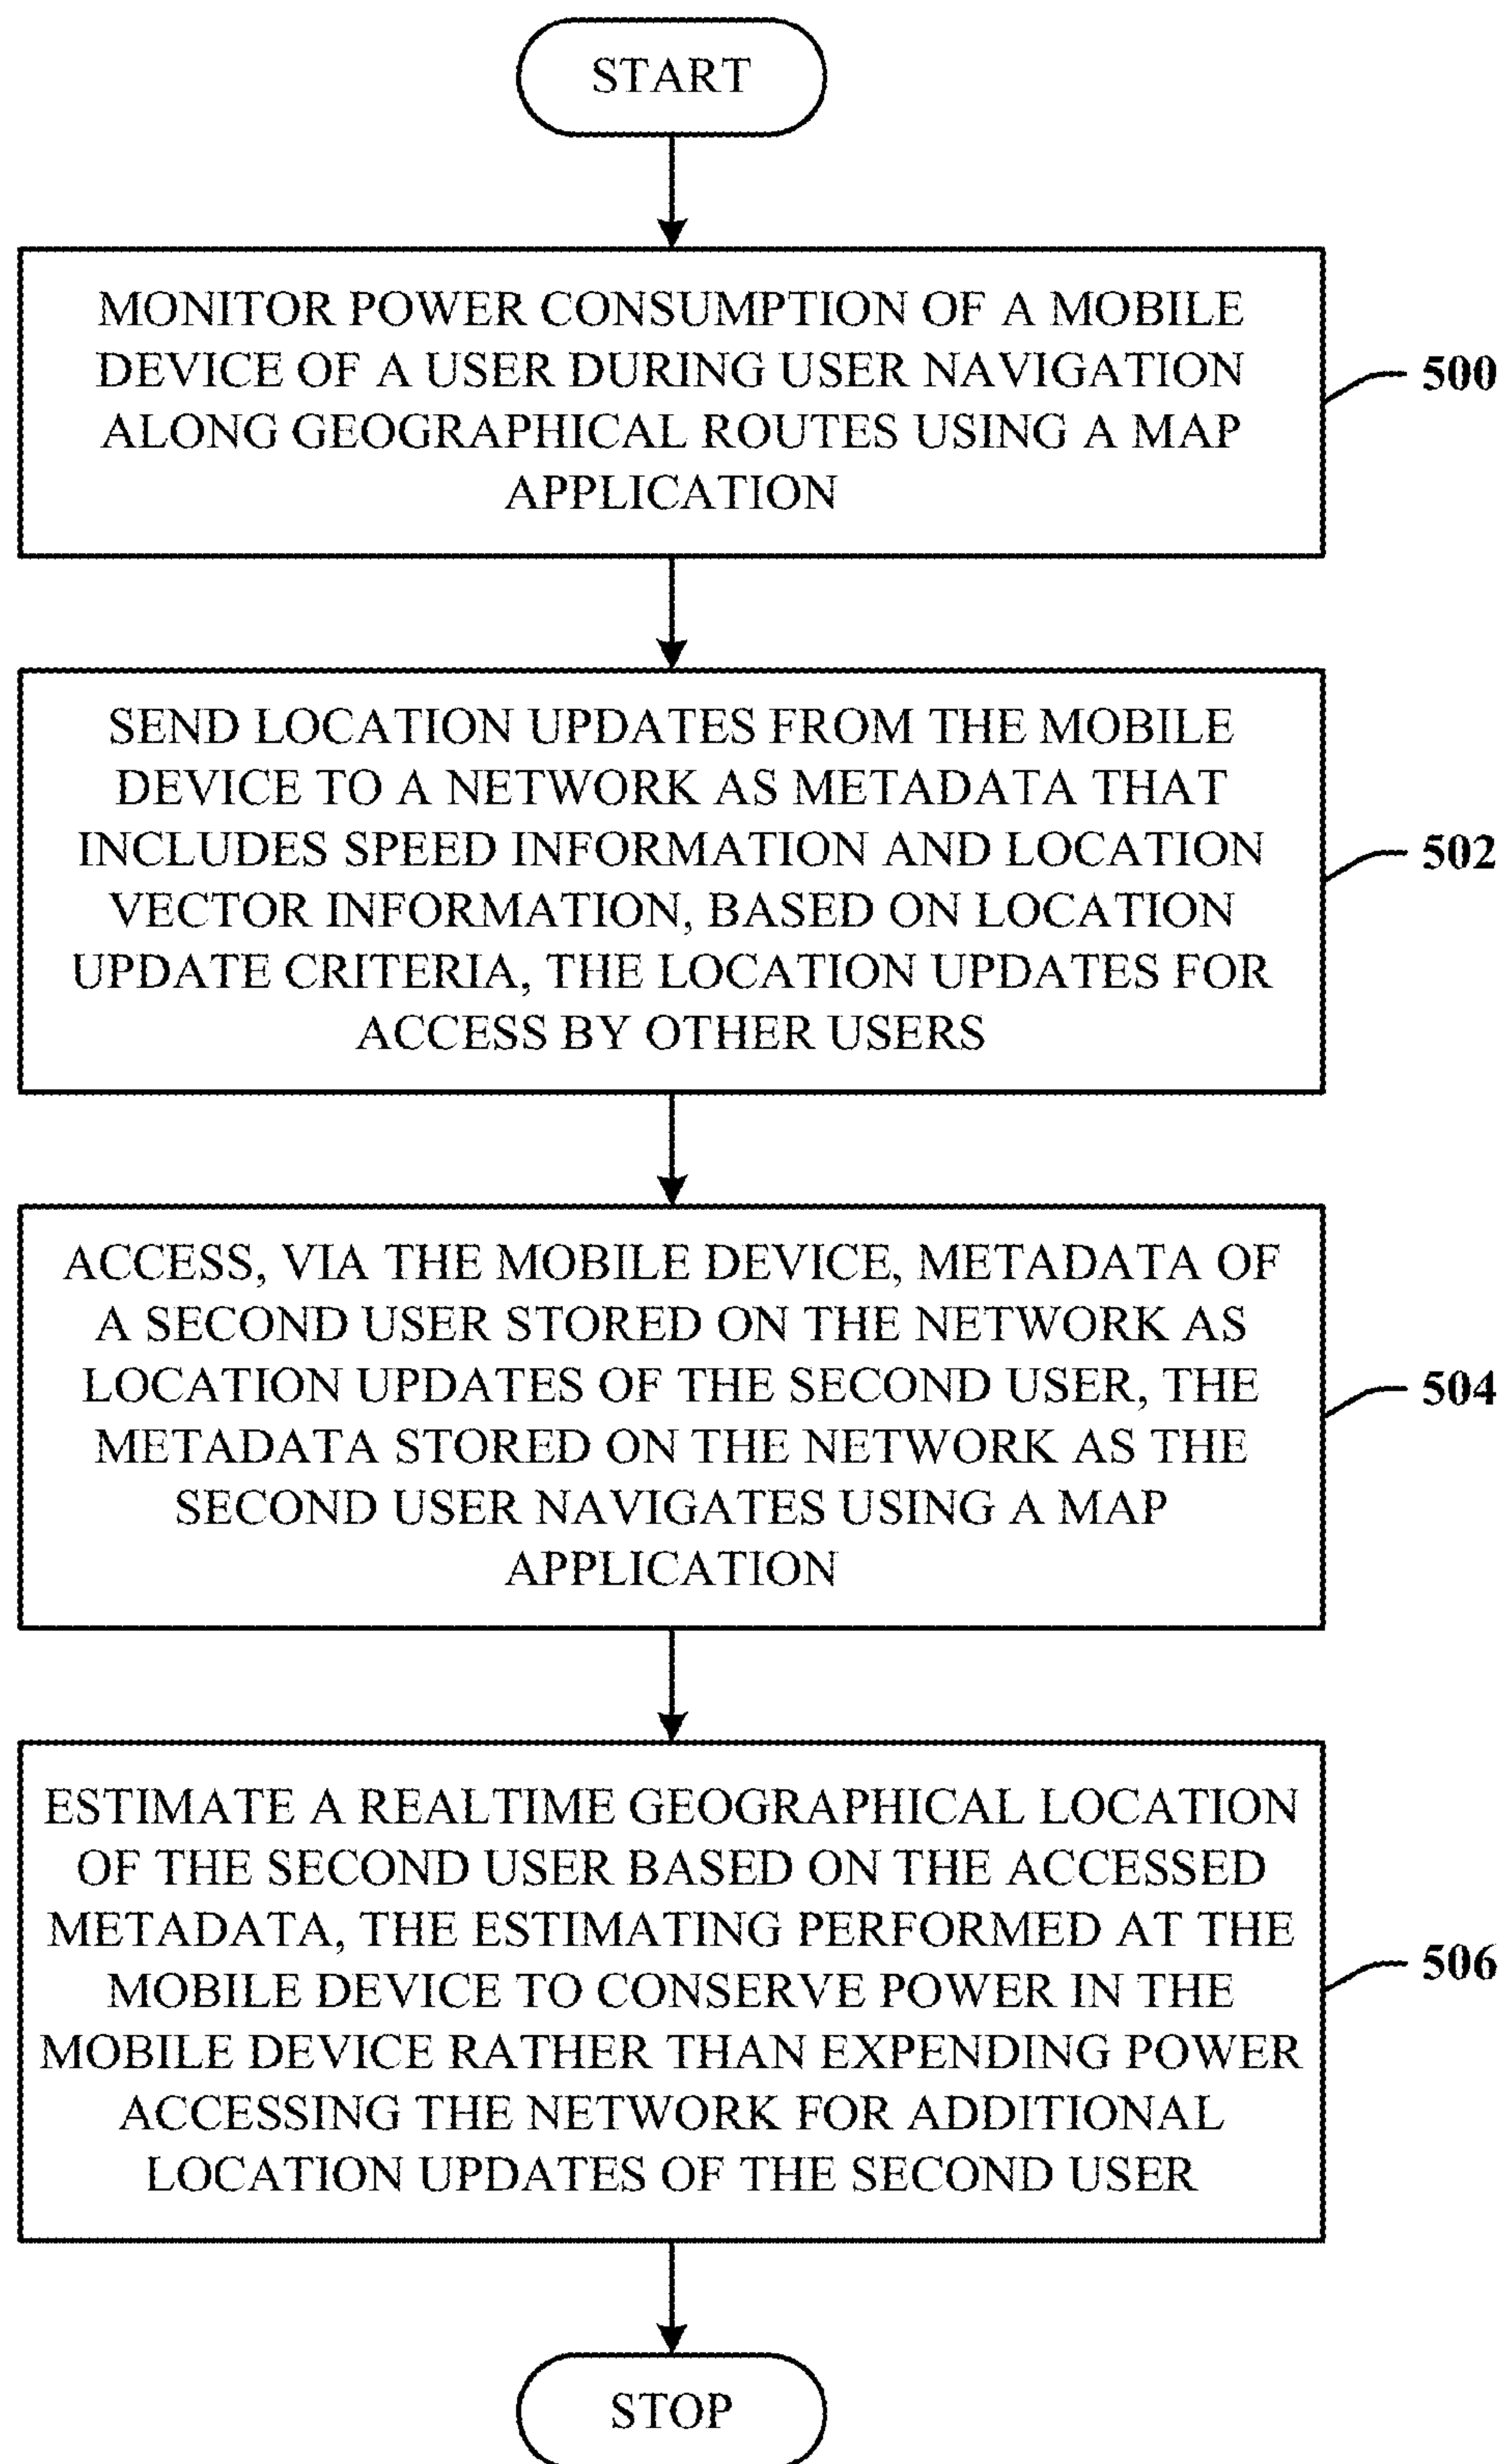 START
MONITOR POWER CONSUMPTION OF A MOBILE
DEVICE OF A USER DURING USER NAVIGATION
ALONG GEOGRAPHICAL ROUTES USING A MAP
APPLICATION
500
SEND LOCATION UPDATES FROM THE MOBILE
DEVICE TO A NETWORK AS METADATA THAT
INCLUDES SPEED INFORMATION AND LOCATION
VECTOR INFORMATION, BASED ON LOCATION
UPDATE CRITERIA, THE LOCATION UPDATES FOR
ACCESS BY OTHER USERS
502
ACCESS, VIA THE MOBILE DEVICE, METADATA OF
A SECOND USER STORED ON THE NETWORK AS
LOCATION UPDATES OF THE SECOND USER, THE
METADATA STORED ON THE NETWORK AS THE
SECOND USER NAVIGATES USING A MAP
APPLICATION
504
ESTIMATE A REALTIME GEOGRAPHICAL LOCATION
OF THE SECOND USER BASED ON THE ACCESSED
METADATA, THE ESTIMATING PERFORMED AT THE
MOBILE DEVICE TO CONSERVE POWER IN THE
MOBILE DEVICE RATHER THAN EXPENDING POWER
ACCESSING THE NETWORK FOR ADDITIONAL
LOCATION UPDATES OF THE SECOND USER
506
STOP